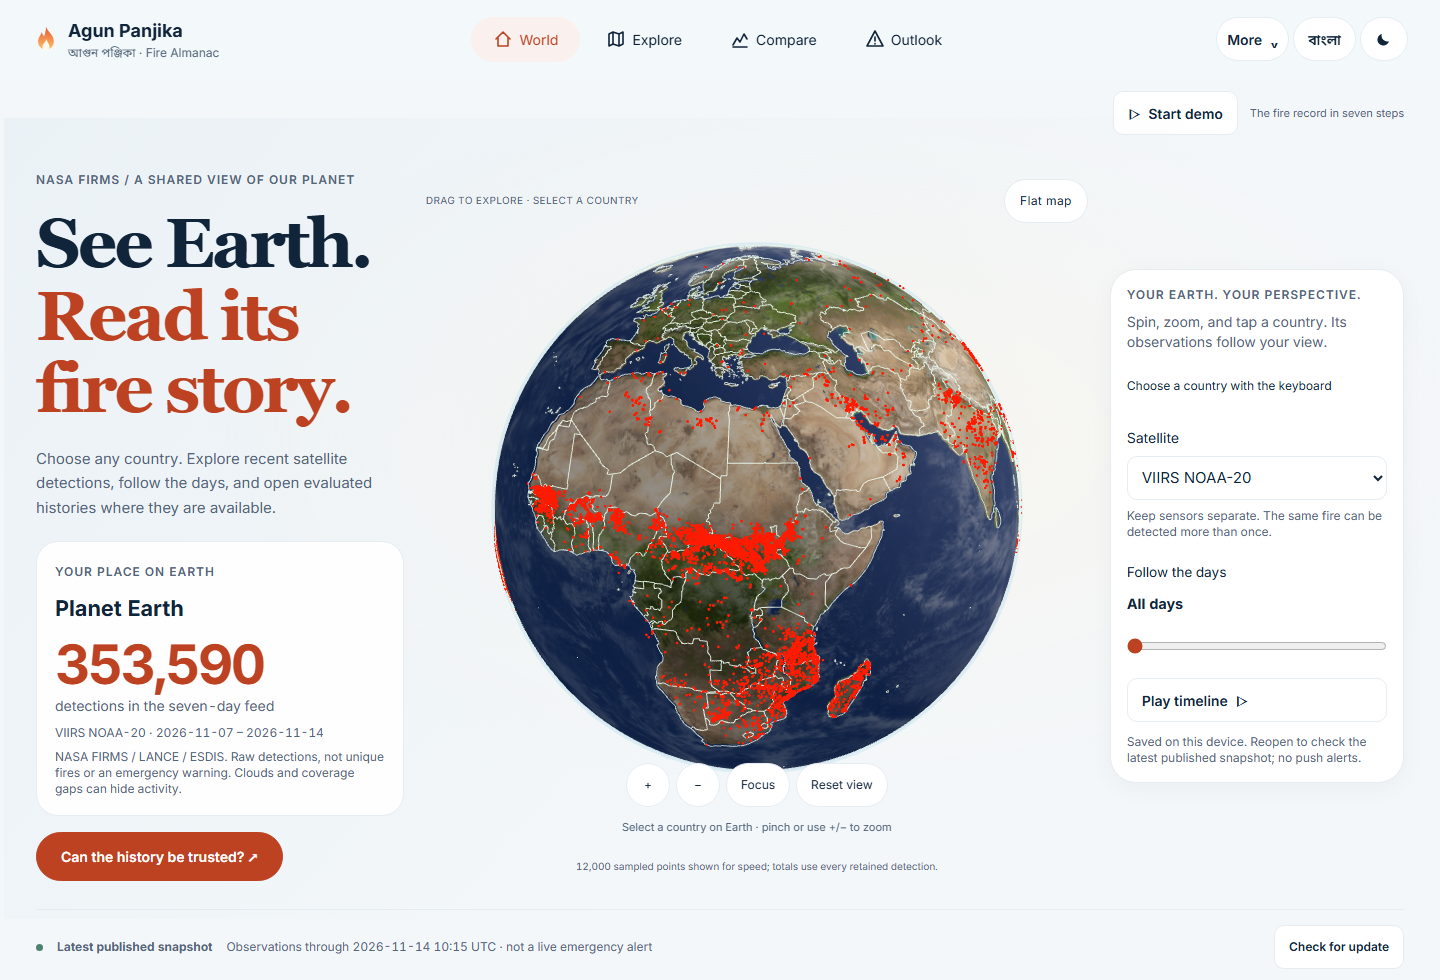 Agun Panjika
আগুন পঞ্জিকা · Fire Almanac
World
Explore
Compare
Outlook
More
বাংলা
Start demo
The fire record in seven steps
NASA FIRMS / A SHARED VIEW OF OUR PLANET
See Earth.
Read its
fire story.
Choose any country. Explore recent satellite
detections, follow the days, and open evaluated
histories where they are available.
YOUR PLACE ON EARTH
Planet Earth
353,590
detections in the seven-day feed
VIIRS NOAA-20 · 2026-11-07 – 2026-11-14
NASA FIRMS / LANCE / ESDIS. Raw detections, not unique
fires or an emergency warning. Clouds and coverage
gaps can hide activity.
Can the history be trusted? ↗
DRAG TO EXPLORE · SELECT A COUNTRY
Flat map
+
−
Focus
Reset view
Select a country on Earth · pinch or use +/− to zoom
12,000 sampled points shown for speed; totals use every retained detection.
YOUR EARTH. YOUR PERSPECTIVE.
Spin, zoom, and tap a country. Its
observations follow your view.
Choose a country with the keyboard
Satellite
VIIRS NOAA-20
Keep sensors separate. The same fire can be
detected more than once.
Follow the days
All days
Play timeline
Saved on this device. Reopen to check the
latest published snapshot; no push alerts.
Latest published snapshot
Observations through 2026-11-14 10:15 UTC · not a live emergency alert
Check for update